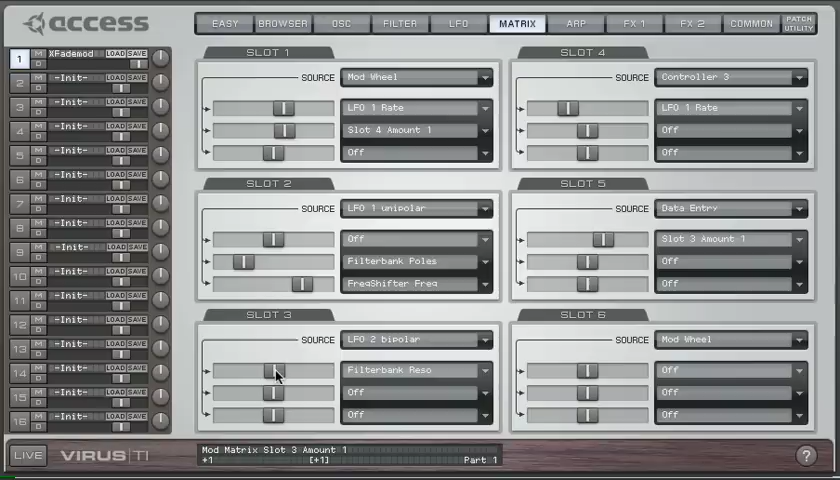 access
EASY BROWSER OSC FILTER LFO MATRIX ARP FX 1 FX 2 COMMON PATCH UTILITY
1 M D XFademod LOAD SAVE
2 M D -Init- LOAD SAVE
3 M D -Init- LOAD SAVE
4 M D -Init- LOAD SAVE
5 M D -Init- LOAD SAVE
6 M D -Init- LOAD SAVE
7 M D -Init- LOAD SAVE
8 M D -Init- LOAD SAVE
9 M D -Init- LOAD SAVE
10 M D -Init- LOAD SAVE
11 M D -Init- LOAD SAVE
12 M D -Init- LOAD SAVE
13 M D -Init- LOAD SAVE
14 M D -Init- LOAD SAVE
15 M D -Init- LOAD SAVE
16 M D -Init- LOAD SAVE
SLOT 1
SOURCE Mod Wheel
LFO 1 Rate
Slot 4 Amount 1
Off
SLOT 2
SOURCE LFO 1 unipolar
Off
Filterbank Poles
FreqShifter Freq
SLOT 3
SOURCE LFO 2 bipolar
Filterbank Reso
Off
Off
SLOT 4
SOURCE Controller 3
LFO 1 Rate
Off
Off
SLOT 5
SOURCE Data Entry
Slot 3 Amount 1
Off
Off
SLOT 6
SOURCE Mod Wheel
Off
Off
Off
LIVE VIRUS TI
Mod Matrix Slot 3 Amount 1
+1 [+1] Part 1
?